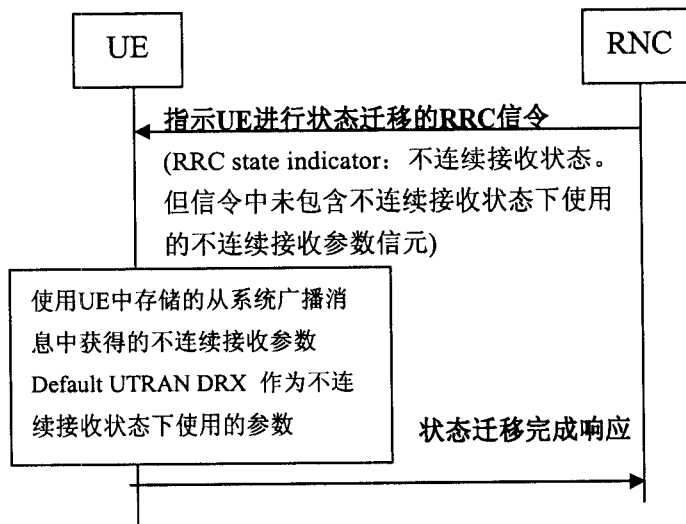 UE
RNC
指示UE进行状态迁移的RRC信令
(RRC state indicator：不连续接收状态。
但信令中未包含不连续接收状态下使用
的不连续接收参数信元)
使用UE中存储的从系统广播消
息中获得的不连续接收参数
Default UTRAN DRX 作为不连
续接收状态下使用的参数
状态迁移完成响应